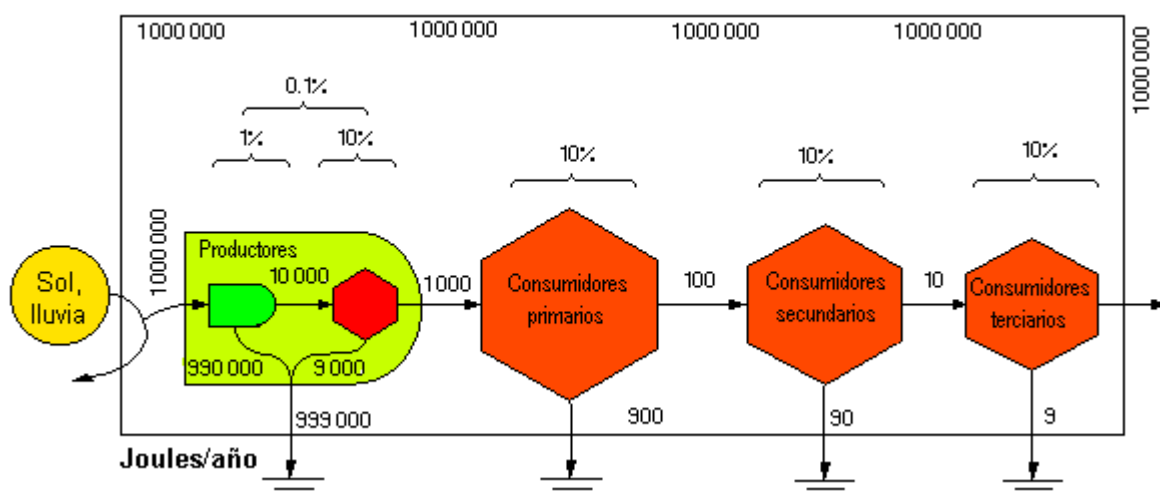 1000 000
1000 000
1000 000
1000 000
1000 000
0.1%
1%
10%
10%
10%
10%
1000 000
Sol,
lluvia
Productores
10 000
1000
Consumidores
primarios
100
Consumidores
secundarios
10
Consumidores
terciarios
990 000
9 000
999 000
900
90
9
Joules/año